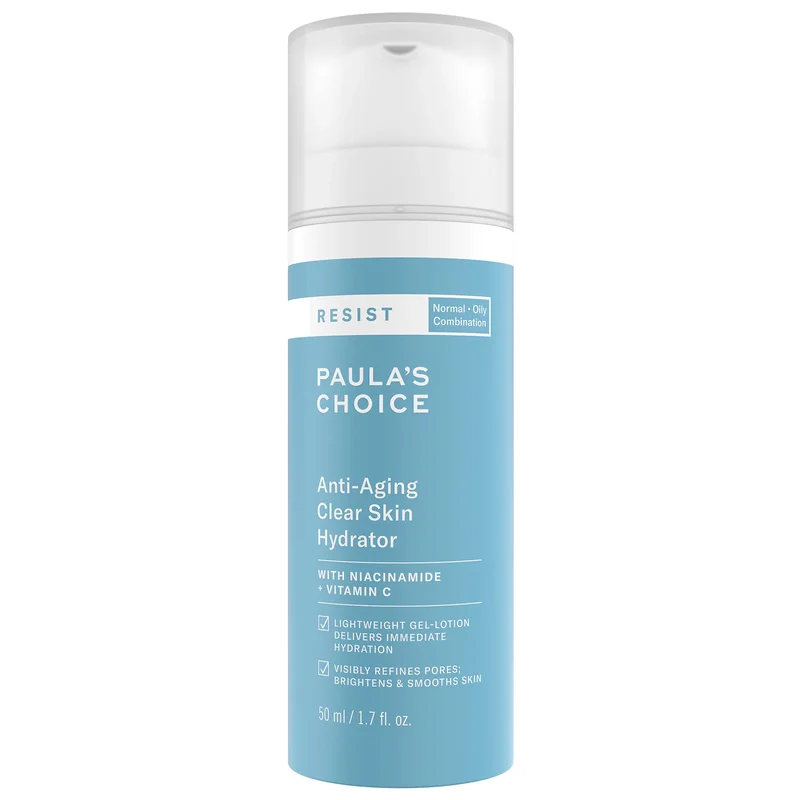 RESIST
Normal • Oily
Combination
PAULA'S
CHOICE
Anti-Aging
Clear Skin
Hydrator
WITH NIACINAMIDE
+ VITAMIN C
☑ LIGHTWEIGHT GEL-LOTION
DELIVERS IMMEDIATE
HYDRATION
☑ VISIBLY REFINES PORES;
BRIGHTENS & SMOOTHS SKIN
50 ml / 1.7 fl. oz.